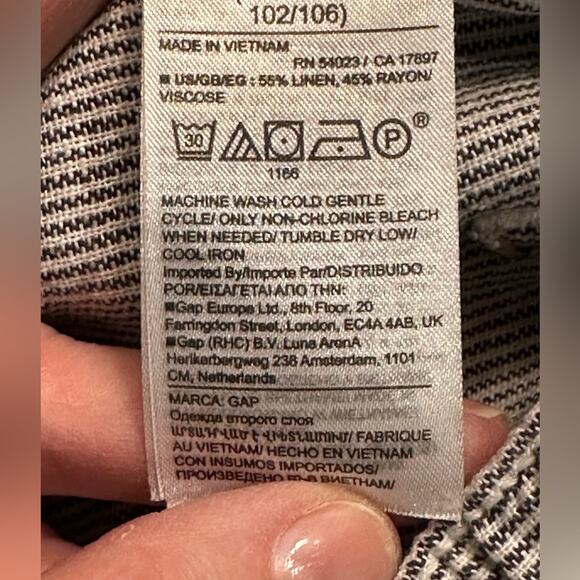 102/106)
MADE IN VIETNAM
RN 54023 / CA 17897
■ US/GB/EG : 55% LINEN, 45% RAYON/
VISCOSE
30
P
®
1166
MACHINE WASH COLD GENTLE
CYCLE/ ONLY NON-CHLORINE BLEACH
WHEN NEEDED/ TUMBLE DRY LOW/
COOL IRON
Imported By/Importe Par/DISTRIBUIDO
POR/ΕΙΣΑΓΕΤΑΙ ΑΠΟ ΤΗΝ:
■Gap Europe Ltd., 8th Floor, 20
Farringdon Street, London, EC4A 4AB, UK
■Gap (RHC) B.V. Luna ArenA
Herikerbergweg 238 Amsterdam, 1101
CM, Netherlands
MARCA: GAP
Одежда второго слоя
ԱՐՏԱԴՐՎԱԾ Է ՎԻԵՏՆԱՄՈՒՄ/ FABRIQUE
AU VIETNAM/ HECHO EN VIETNAM
CON INSUMOS IMPORTADOS/
ПРОИЗВЕДЕНО ВЪВ ВИЕТНАМ/